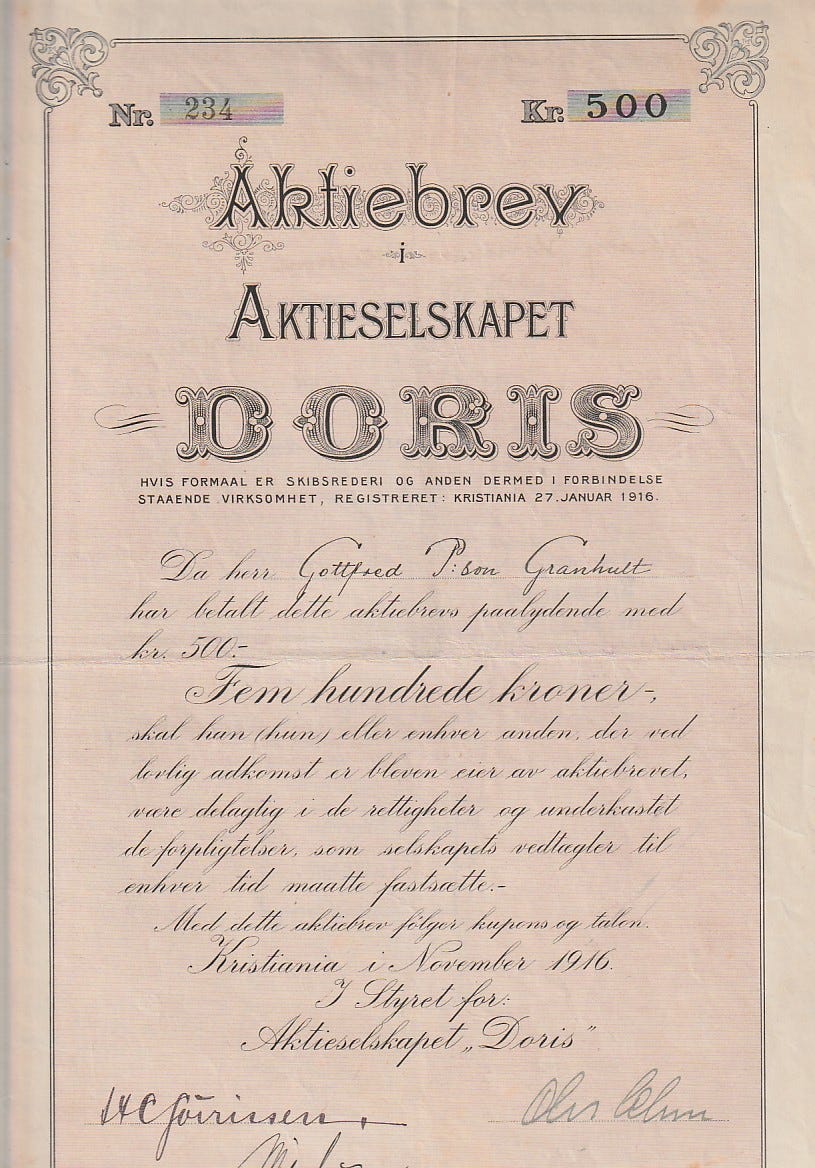 Nr. 234 Kr. 500
Aktiebrev
i
AKTIESELSKAPET
DORIS
HVIS FORMAAL ER SKIBSREDERI OG ANDEN DERMED I FORBINDELSE
STAAENDE VIRKSOMHET, REGISTRERET: KRISTIANIA 27. JANUAR 1916.
Da herr Gottfred P:son Granhult
har betalt dette aktiebrevs paalydende med
kr. 500:-
Fem hundrede kroner-,
skal han (hun) eller enhver anden, der ved
lovlig adkomst er bleven eier av aktiebrevet,
være delagtig i de rettigheter og underkastet
de forpligtelser, som selskapets vedtægter til
enhver tid maatte fastsætte.-
Med dette aktiebrev følger kupons og talon.
Kristiania i November 1916.
I Styret for:
Aktieselskapet „Doris"